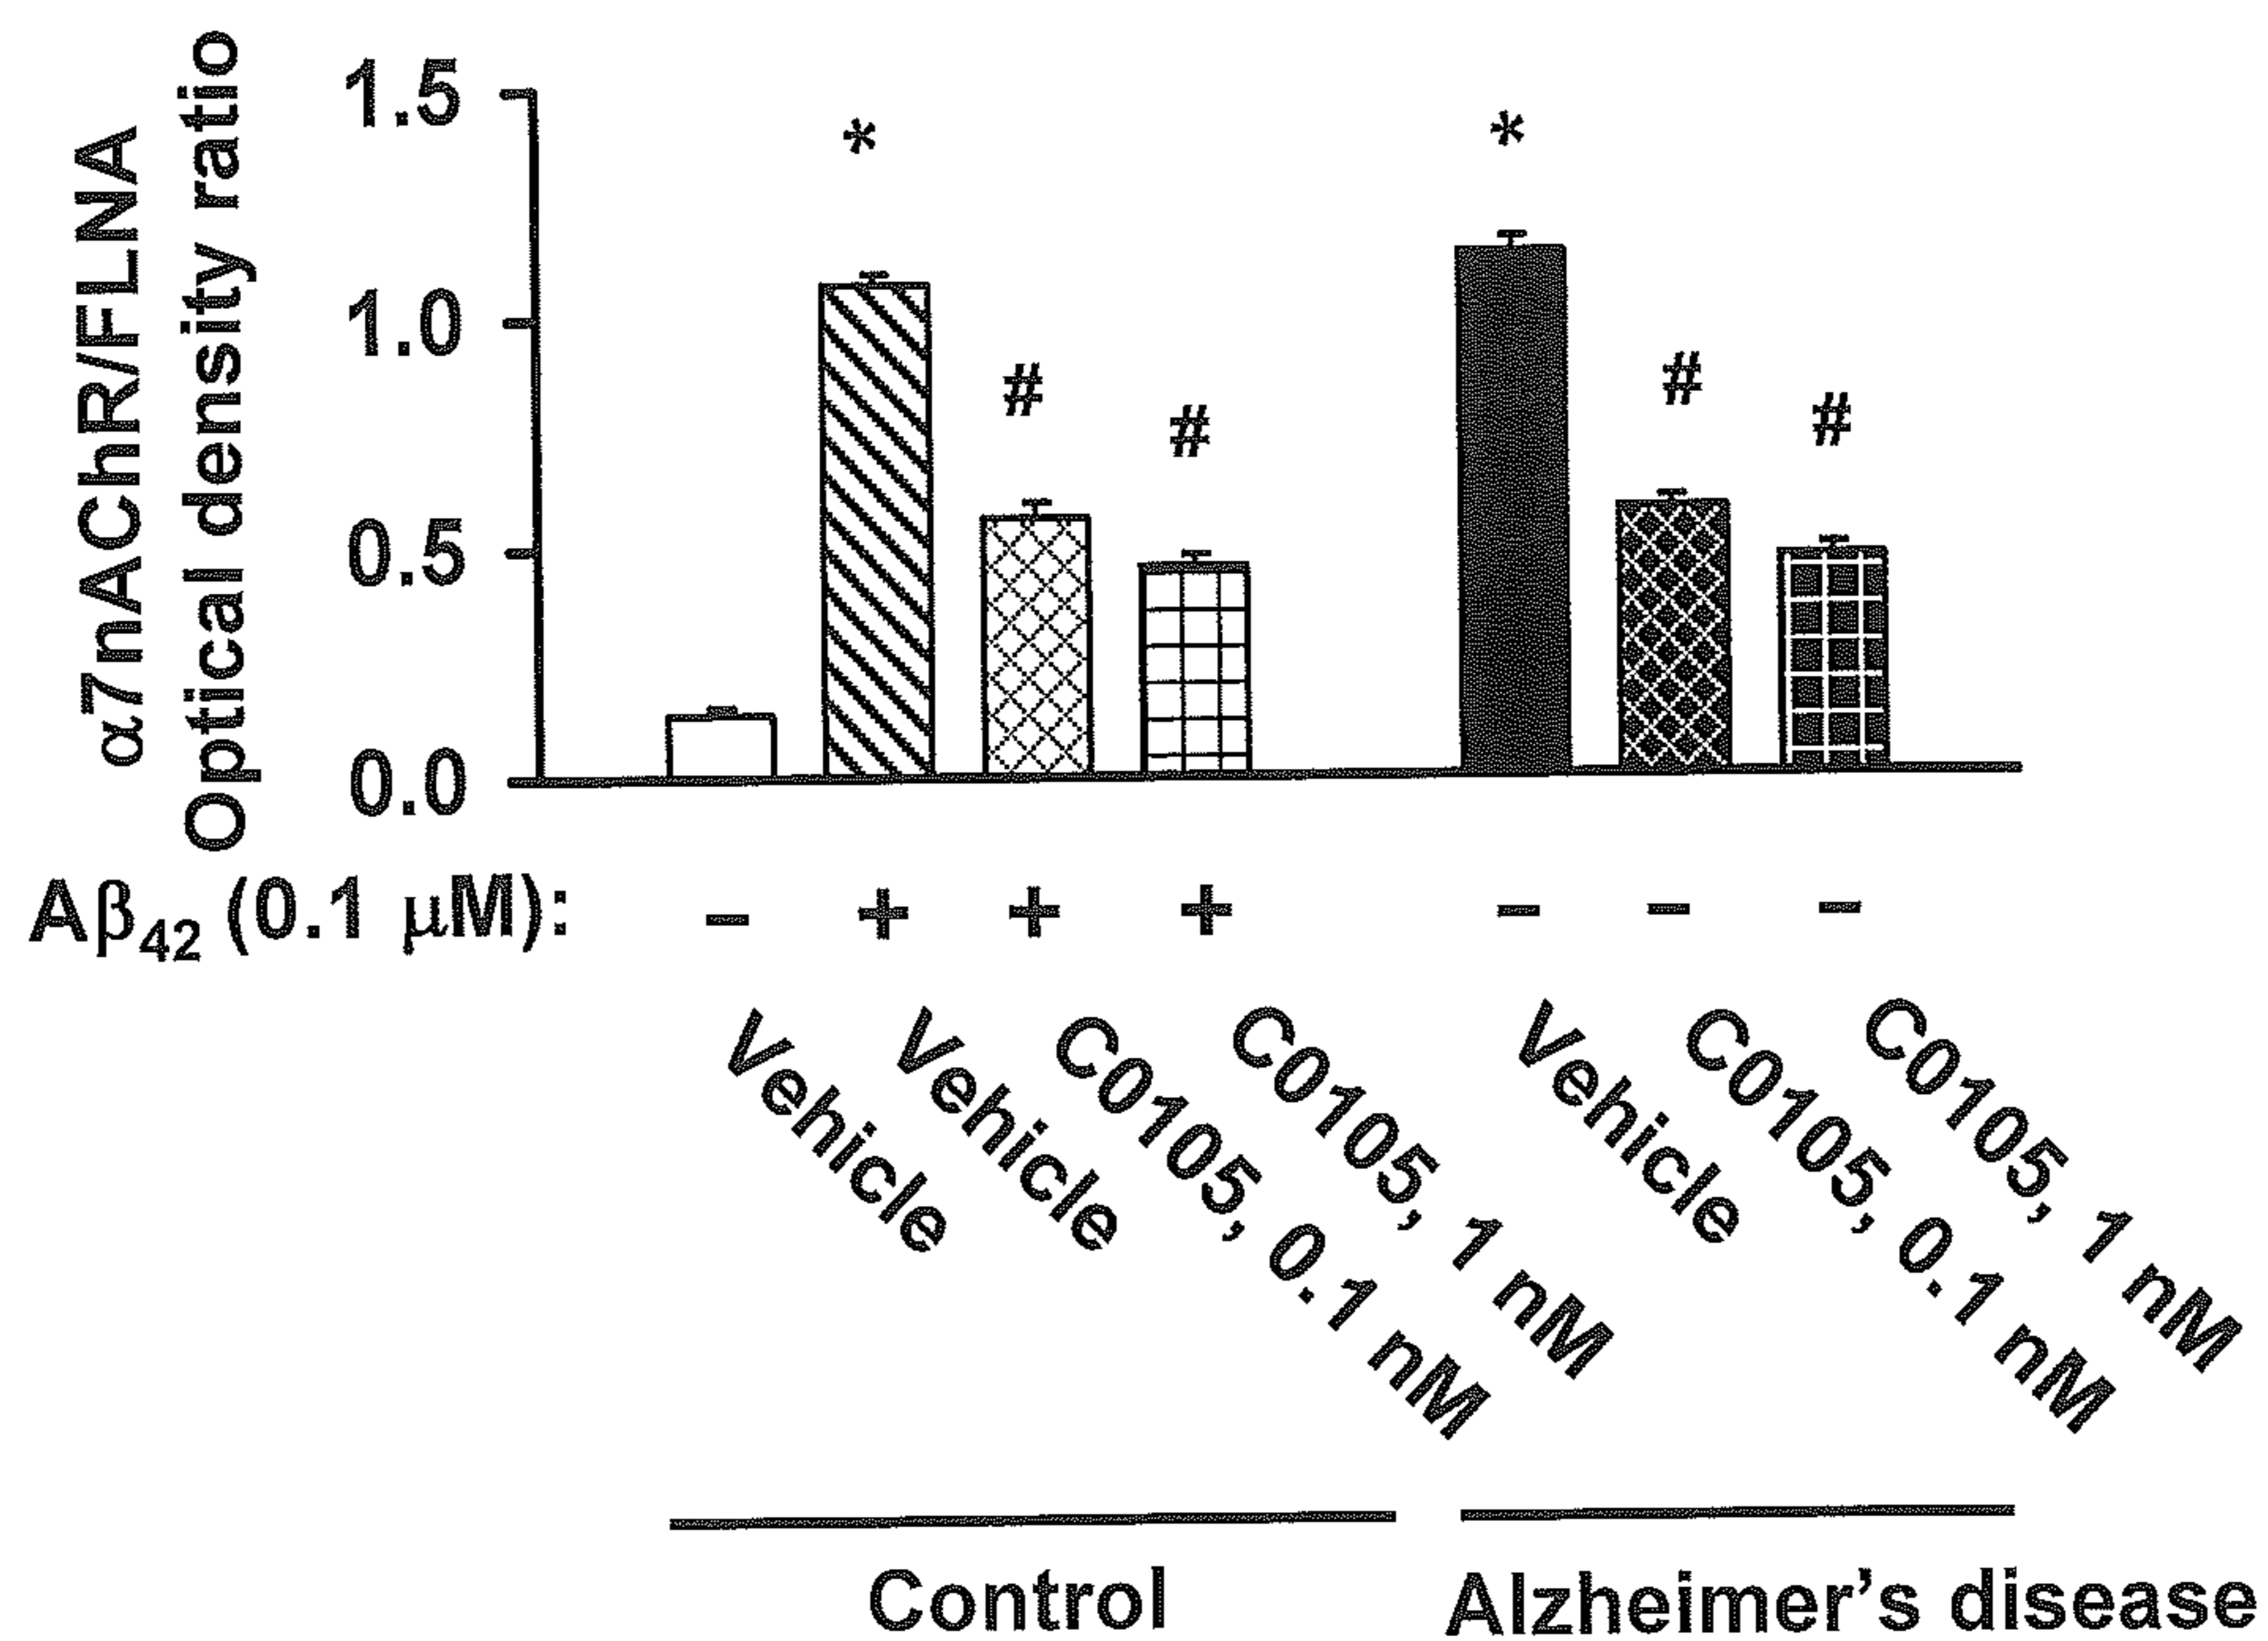 α7nAChR/FLNA
Optical density ratio
1.5
1.0
0.5
0.0
*
#
#
*
#
#
Aβ42 (0.1 μM): – + + + – – –
Vehicle
Vehicle
C0105, 0.1 nM
C0105, 1 nM
Vehicle
C0105, 0.1 nM
C0105, 1 nM
Control
Alzheimer's disease